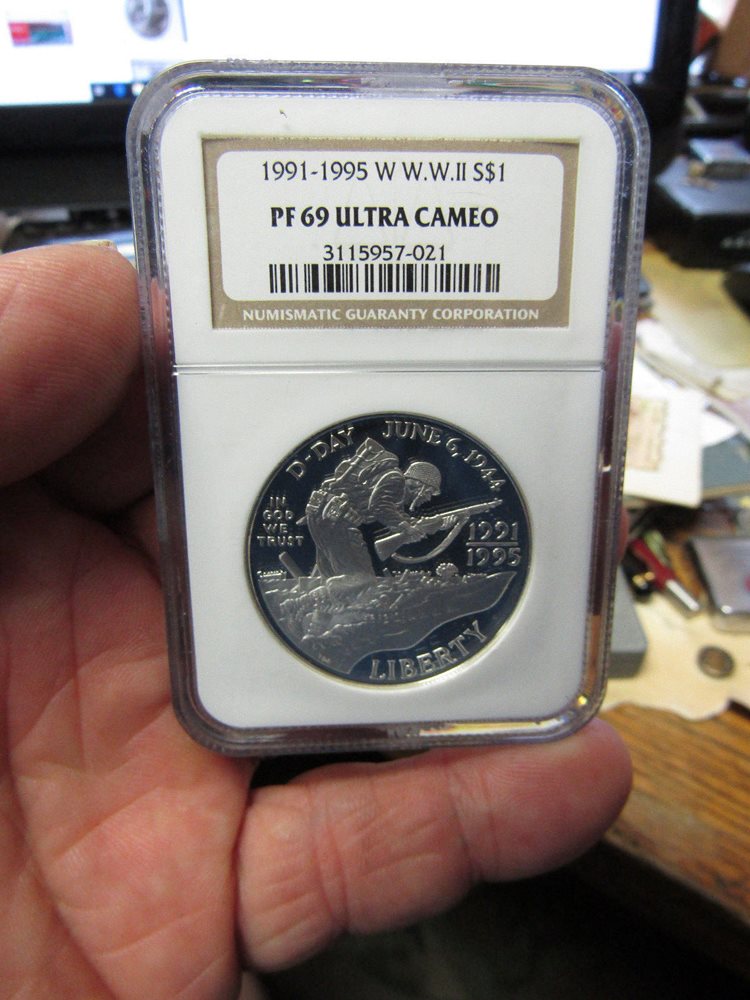 1991-1995 W W.W.II S$1
PF 69 ULTRA CAMEO
3115957-021
NUMISMATIC GUARANTY CORPORATION
D-DAY JUNE 6, 1944
IN
GOD
WE
TRUST
1991
1995
LIBERTY